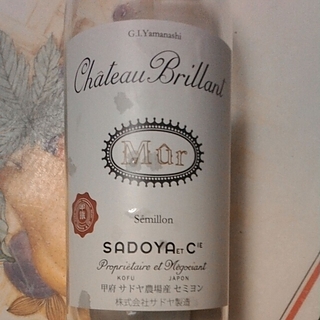 G.I.Yamanashi
Château Brillant
Mûr
Sémillon
SADOYA ET CIE
Propriétaire et Négociant
KOFU JAPON
甲府 サドヤ農場産 セミヨン
株式会社サドヤ製造